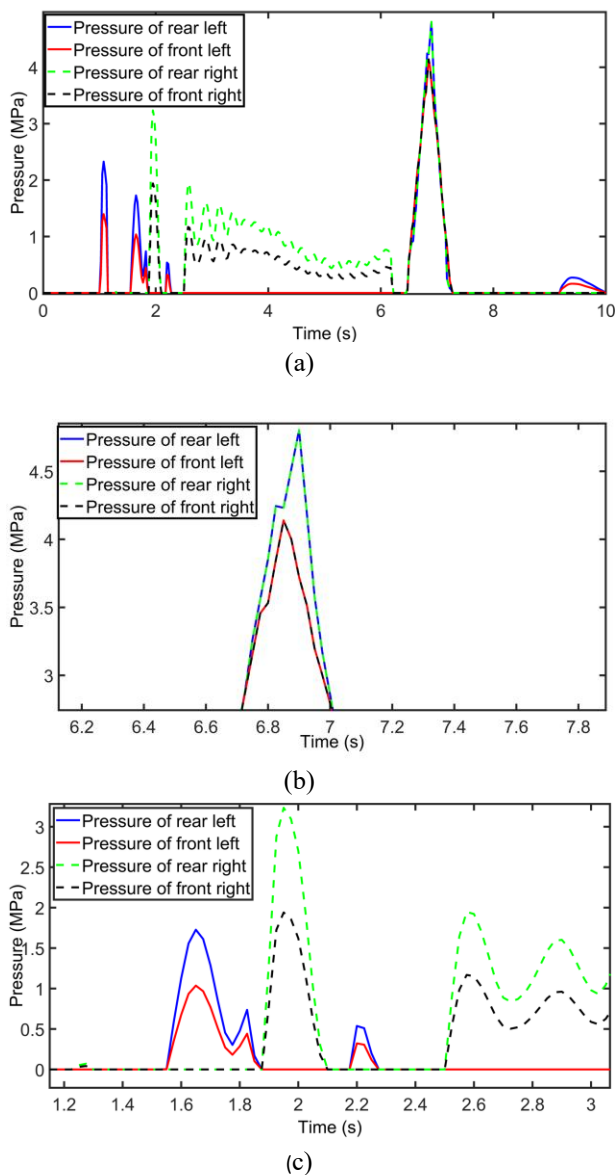 Pressure of rear left
Pressure of front left
Pressure of rear right
Pressure of front right
Pressure (MPa)
4
3
2
1
0
0 2 4 6 8 10
Time (s)
(a)
Pressure of rear left
Pressure of front left
Pressure of rear right
Pressure of front right
Pressure (MPa)
4.5
4
3.5
3
6.2 6.4 6.6 6.8 7 7.2 7.4 7.6 7.8
Time (s)
(b)
Pressure of rear left
Pressure of front left
Pressure of rear right
Pressure of front right
Pressure (MPa)
3
2.5
2
1.5
1
0.5
0
1.2 1.4 1.6 1.8 2 2.2 2.4 2.6 2.8 3
Time (s)
(c)